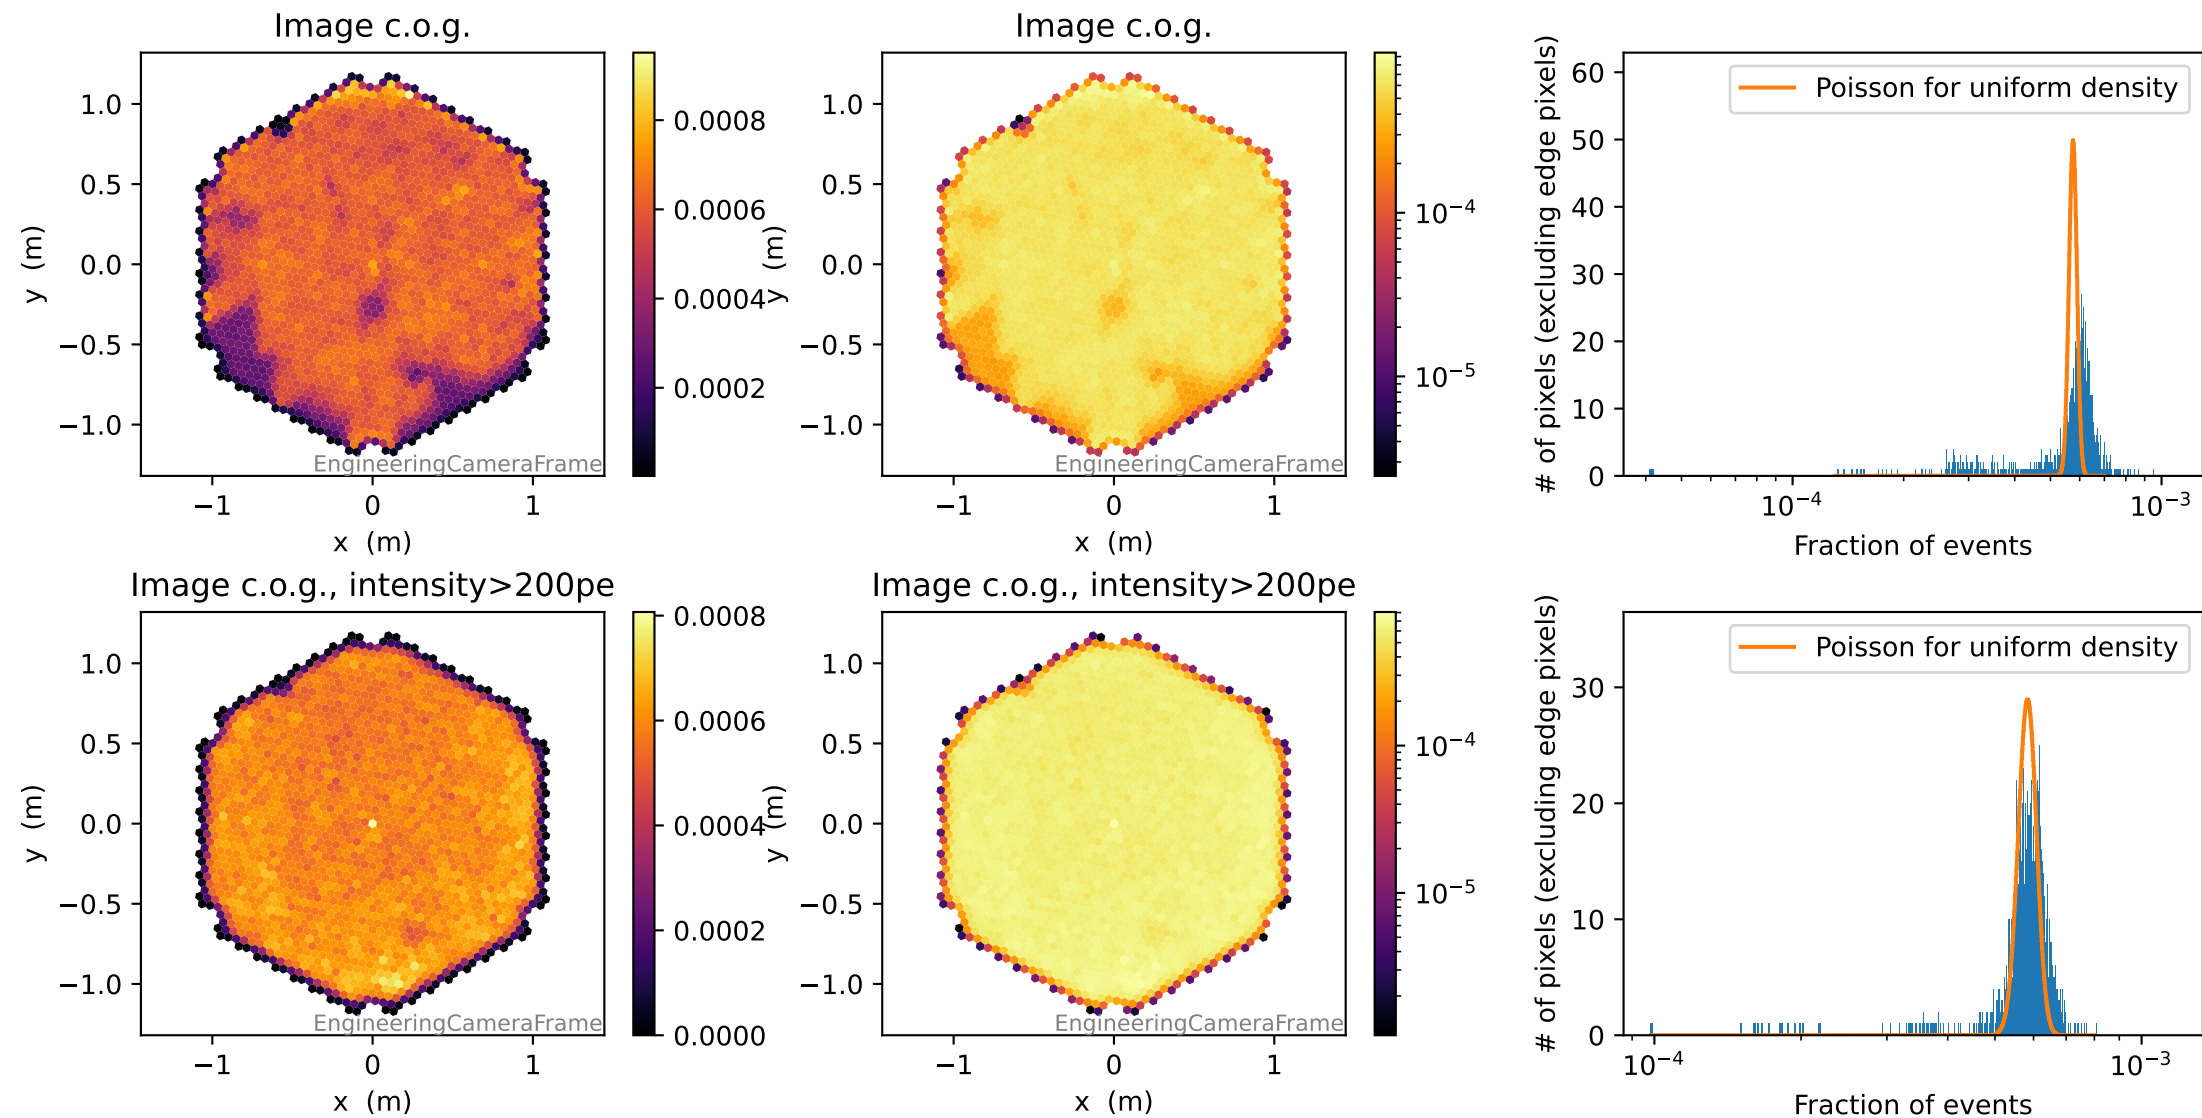 Image c.o.g.
y (m)
1.0
0.5
0.0
−0.5
−1.0
−1
0
1
x (m)
EngineeringCameraFrame
0.0008
0.0006
0.0004
0.0002
Image c.o.g.
y (m)
1.0
0.5
0.0
−0.5
−1.0
−1
0
1
x (m)
EngineeringCameraFrame
10⁻⁴
10⁻⁵
# of pixels (excluding edge pixels)
60
50
40
30
20
10
0
Poisson for uniform density
10⁻⁴
10⁻³
Fraction of events
Image c.o.g., intensity>200pe
y (m)
1.0
0.5
0.0
−0.5
−1.0
−1
0
1
x (m)
EngineeringCameraFrame
0.0008
0.0006
0.0004
0.0002
0.0000
Image c.o.g., intensity>200pe
y (m)
1.0
0.5
0.0
−0.5
−1.0
−1
0
1
x (m)
EngineeringCameraFrame
10⁻⁴
10⁻⁵
# of pixels (excluding edge pixels)
30
20
10
0
Poisson for uniform density
10⁻⁴
10⁻³
Fraction of events